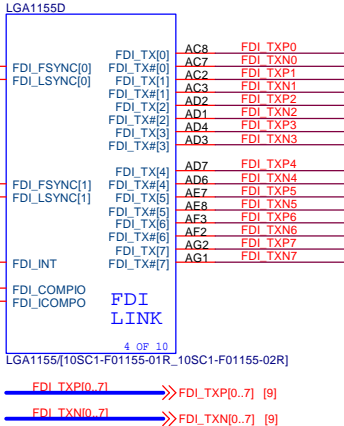 LGA1155D
FDI_TX[0] AC8 FDI_TXP0
FDI_FSYNC[0] FDI_TX#[0] AC7 FDI_TXN0
FDI_LSYNC[0] FDI_TX[1] AC2 FDI_TXP1
FDI_TX#[1] AC3 FDI_TXN1
FDI_TX[2] AD2 FDI_TXP2
FDI_TX#[2] AD1 FDI_TXN2
FDI_TX[3] AD4 FDI_TXP3
FDI_TX#[3] AD3 FDI_TXN3
FDI_TX[4] AD7 FDI_TXP4
FDI_FSYNC[1] FDI_TX#[4] AD6 FDI_TXN4
FDI_LSYNC[1] FDI_TX[5] AE7 FDI_TXP5
FDI_TX#[5] AE8 FDI_TXN5
FDI_TX[6] AF3 FDI_TXP6
FDI_TX#[6] AF2 FDI_TXN6
FDI_TX[7] AG2 FDI_TXP7
FDI_INT FDI_TX#[7] AG1 FDI_TXN7
FDI_COMPIO
FDI_ICOMPO
FDI
LINK
4 OF 10
LGA1155/[10SC1-F01155-01R_10SC1-F01155-02R]
FDI_TXP[0..7] FDI_TXP[0..7] [9]
FDI_TXN[0..7] FDI_TXN[0..7] [9]